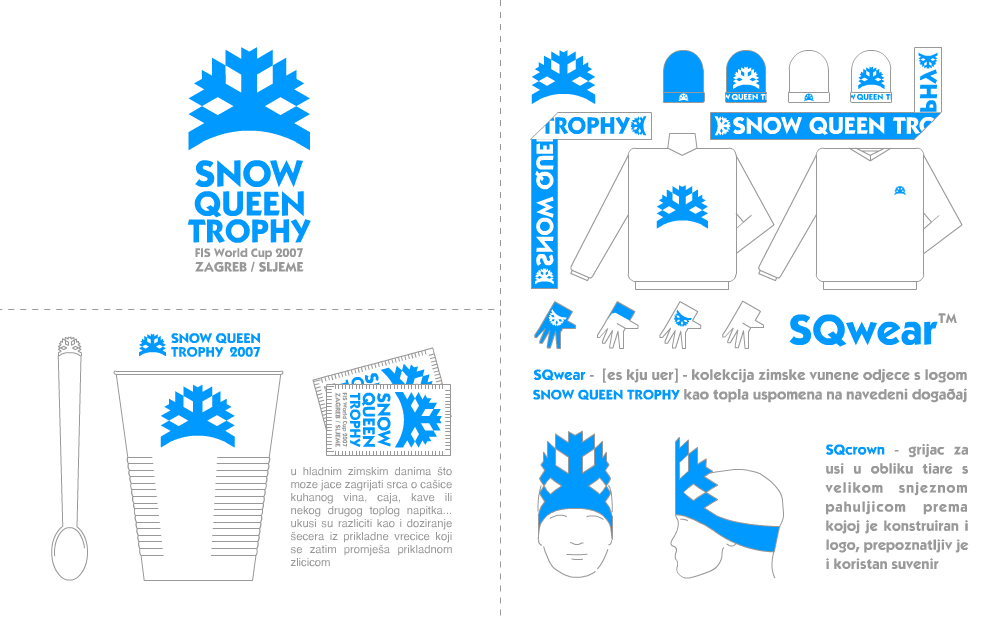 SNOW
QUEEN
TROPHY
FIS World Cup 2007
ZAGREB / SLJEME
SNOW QUEEN
TROPHY 2007
SNOW
QUEEN
TROPHY
FIS World Cup 2007
ZAGREB / SLJEME
u hladnim zimskim danima što
moze jace zagrijati srca o cašice
kuhanog vina, caja, kave ili
nekog drugog toplog napitka...
ukusi su razliciti kao i doziranje
šecera iz prikladne vrecice koji
se zatim promješa prikladnom
zlicicom
W QUEEN T
W QUEEN T
PHY
TROPHY
SNOW QUEEN TRO
SNOW QUE
SQwear™
SQwear - [es kju uer] - kolekcija zimske vunene odjece s logom
SNOW QUEEN TROPHY kao topla uspomena na navedeni događaj
SQcrown - grijac za
usi u obliku tiare s
velikom snjeznom
pahuljicom prema
kojoj je konstruiran i
logo, prepoznatljiv je
i koristan suvenir